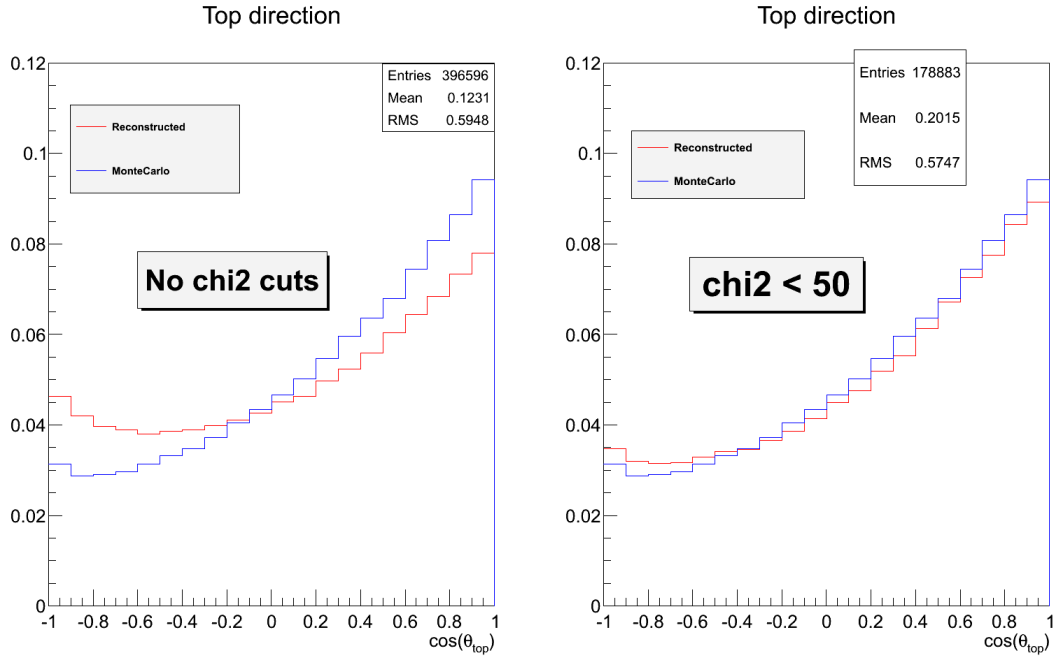 Top direction
0.12
0.1
0.08
0.06
0.04
0.02
0
Entries 396596
Mean 0.1231
RMS 0.5948
Reconstructed
MonteCarlo
No chi2 cuts
-1 -0.8 -0.6 -0.4 -0.2 0 0.2 0.4 0.6 0.8 1
cos(θtop)
Top direction
0.12
0.1
0.08
0.06
0.04
0.02
0
Entries 178883
Mean 0.2015
RMS 0.5747
Reconstructed
MonteCarlo
chi2 < 50
-1 -0.8 -0.6 -0.4 -0.2 0 0.2 0.4 0.6 0.8 1
cos(θtop)